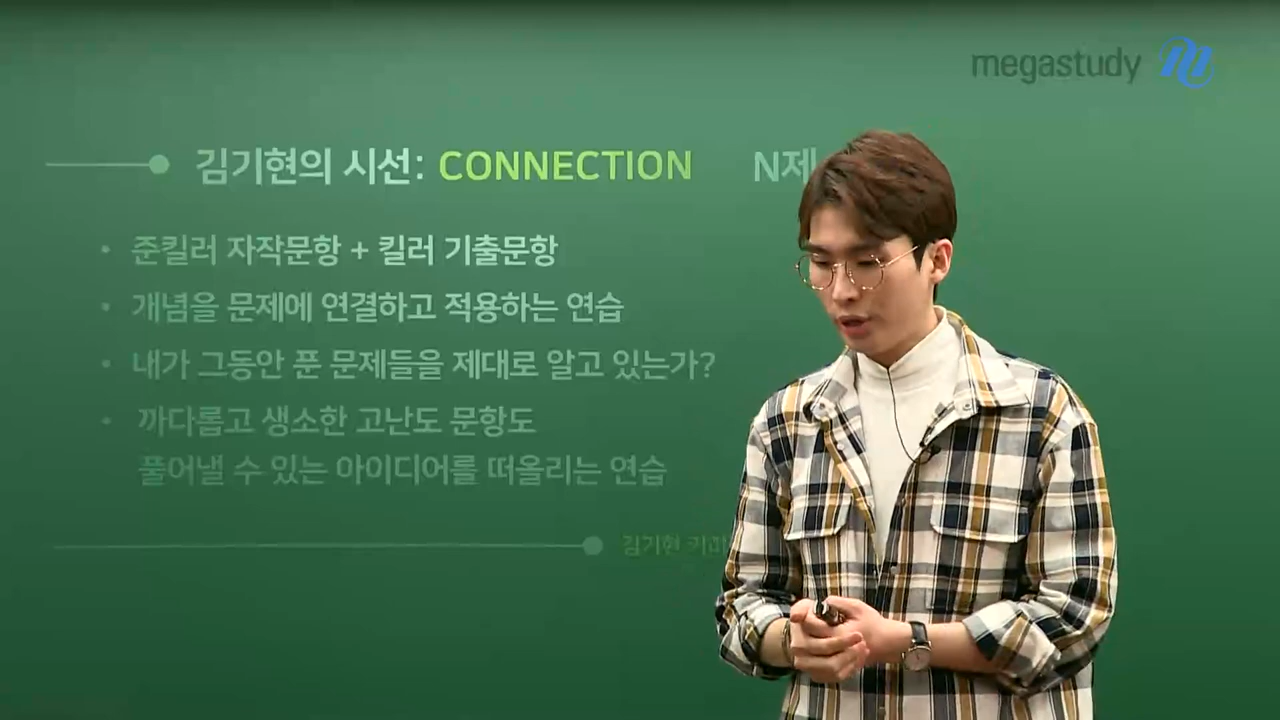 megastudy
김기현의 시선: CONNECTION N제
준킬러 자작문항 + 킬러 기출문항
개념을 문제에 연결하고 적용하는 연습
내가 그동안 푼 문제들을 제대로 알고 있는가?
까다롭고 생소한 고난도 문항도
풀어낼 수 있는 아이디어를 떠올리는 연습
김기현